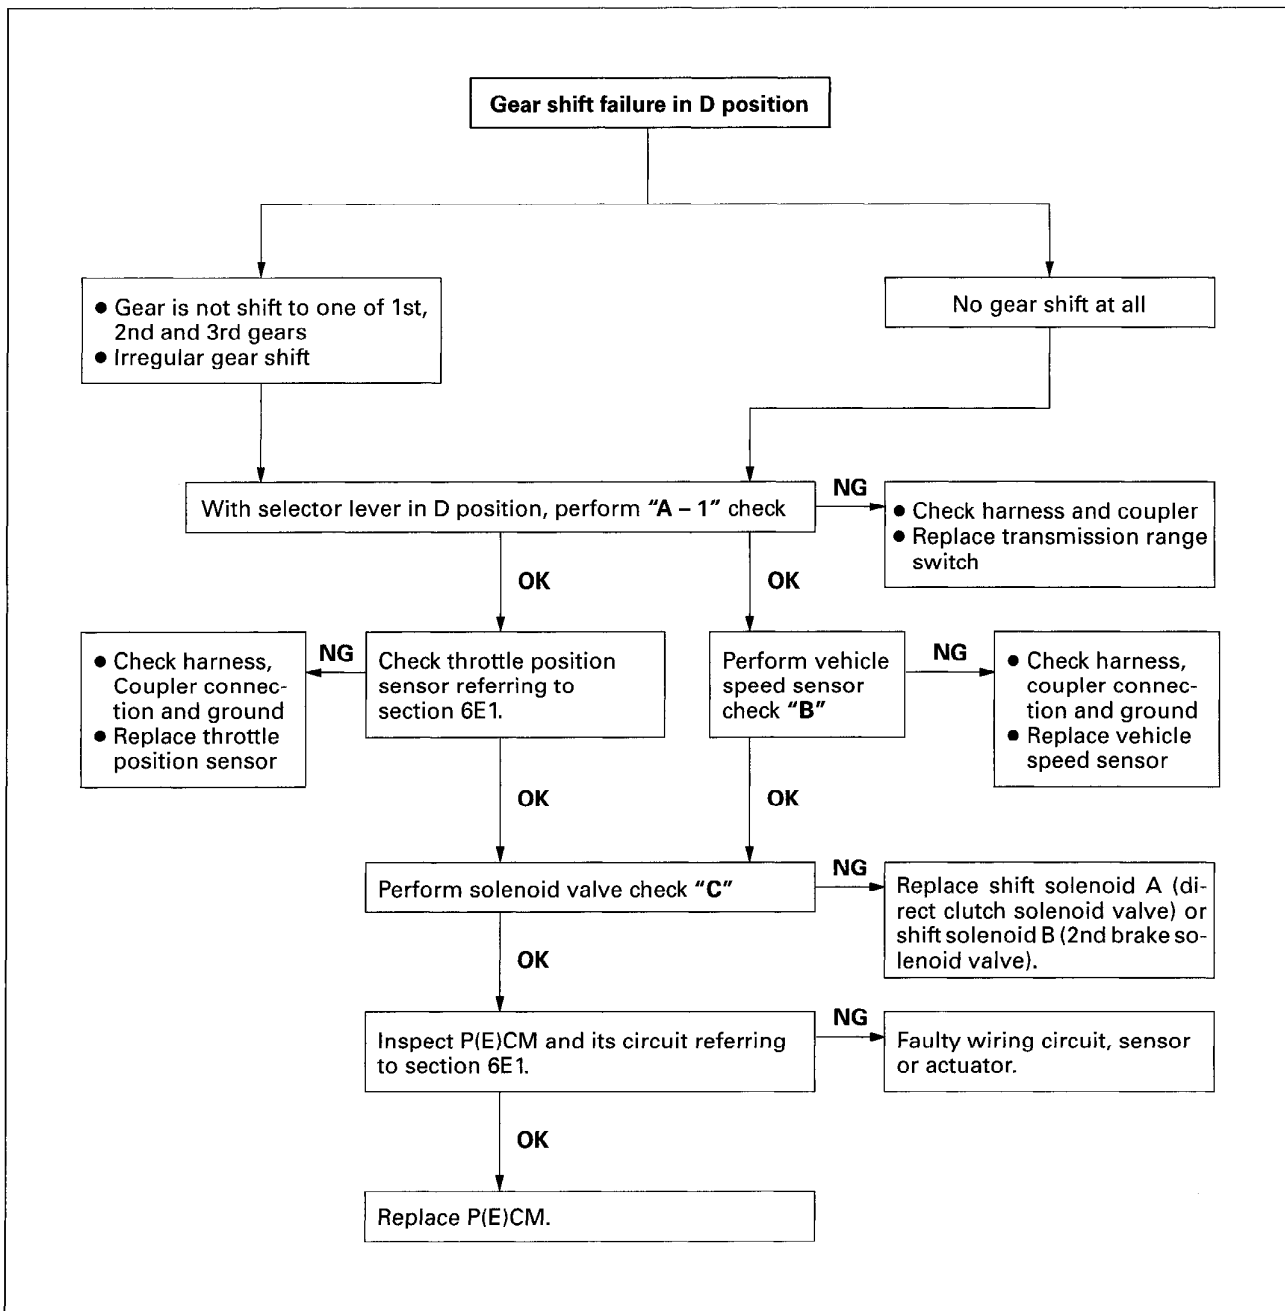 Gear shift failure in D position
● Gear is not shift to one of 1st,
2nd and 3rd gears
● Irregular gear shift
No gear shift at all
With selector lever in D position, perform “A – 1” check
NG
● Check harness and coupler
● Replace transmission range
switch
OK
OK
● Check harness,
Coupler connec-
tion and ground
● Replace throttle
position sensor
NG
Check throttle position
sensor referring to
section 6E1.
Perform vehicle
speed sensor
check “B”
NG
● Check harness,
coupler connec-
tion and ground
● Replace vehicle
speed sensor
OK
OK
Perform solenoid valve check “C”
NG
Replace shift solenoid A (di-
rect clutch solenoid valve) or
shift solenoid B (2nd brake so-
lenoid valve).
OK
Inspect P(E)CM and its circuit referring
to section 6E1.
NG
Faulty wiring circuit, sensor
or actuator.
OK
Replace P(E)CM.